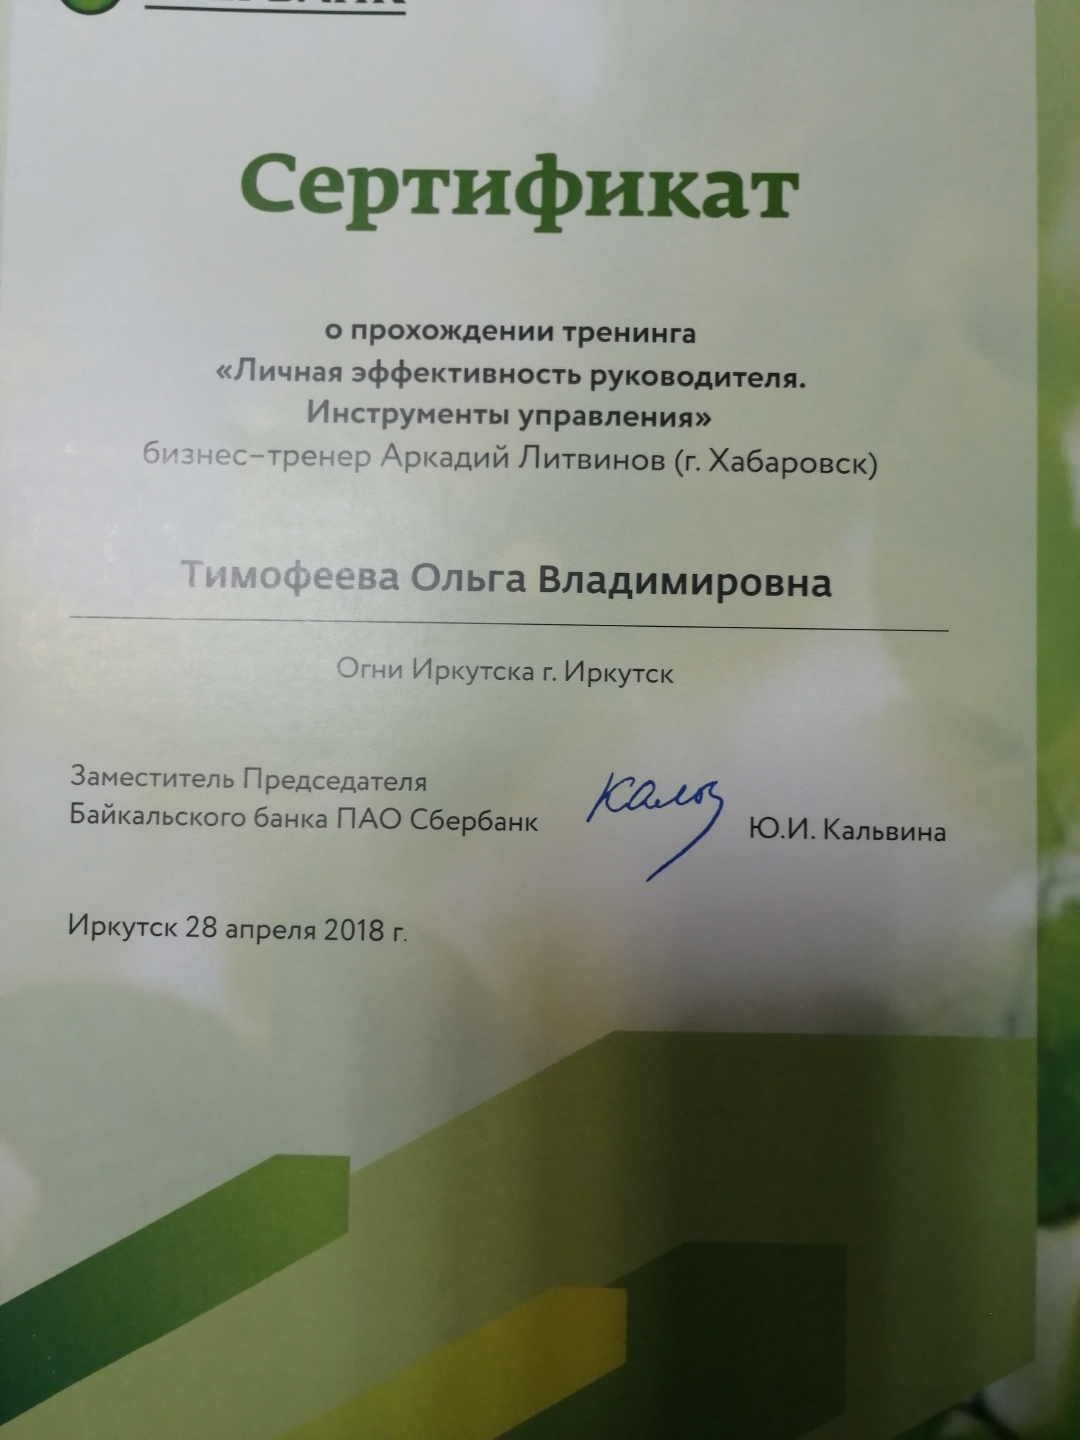 Сертификат
о прохождении тренинга
«Личная эффективность руководителя.
Инструменты управления»
бизнес-тренер Аркадий Литвинов (г. Хабаровск)
Тимофеева Ольга Владимировна
Огни Иркутска г. Иркутск
Заместитель Председателя
Байкальского банка ПАО Сбербанк
Ю.И. Кальвина
Иркутск 28 апреля 2018 г.